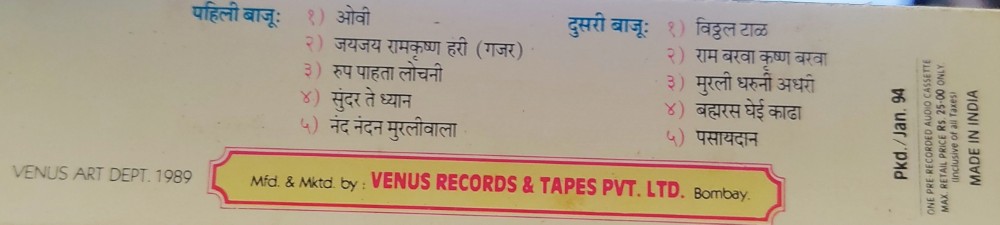 पहिली बाजू:
१) ओवी
२) जयजय रामकृष्ण हरी (गजर)
३) रुप पाहता लोचनी
४) सुंदर ते ध्यान
५) नंद नंदन मुरलीवाला
दुसरी बाजू:
१) विठ्ठल टाळ
२) राम बरवा कृष्ण बरवा
३) मुरली धरुनी अधरी
४) बह्मरस घेई काढा
५) पसायदान
VENUS ART DEPT. 1989
Mfd. & Mktd. by : VENUS RECORDS & TAPES PVT. LTD. Bombay.
Pkd./Jan. 94
ONE PRE RECORDED AUDIO CASSETTE
MAX. RETAIL PRICE Rs. 25-00 ONLY
(Inclusive of all Taxes)
MADE IN INDIA